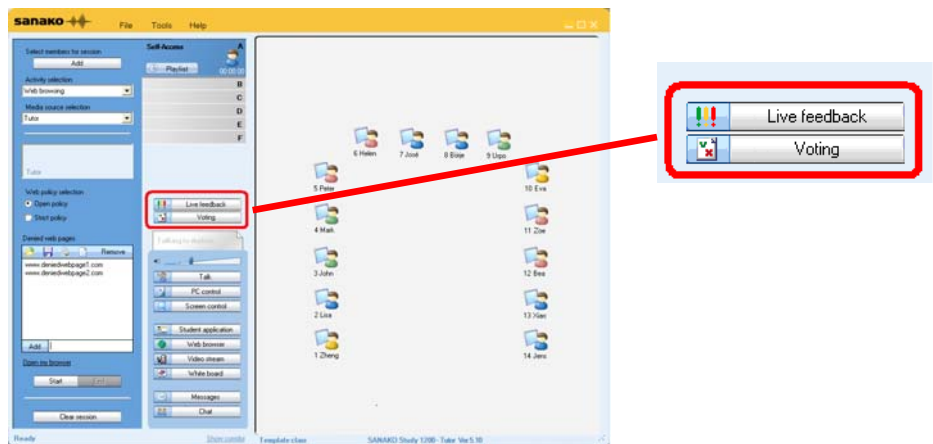 sanako
File Tools Help
Select members for session
Add
Activity selection
Web browsing
Media source selection
Tutor
Tutor
Web policy selection
Open policy
Strict policy
Denied web pages
Remove
www.deniedwebpage1.com
www.deniedwebpage2.com
Add
Open my browser
Start End
Clear session
Ready
Self-Access A
Playlist 00:00:00
B
C
D
E
F
Live feedback
Voting
Talk
PC control
Screen control
Student application
Web browser
Video stream
White board
Messages
Chat
6 Helen 7 José 9 Urpo
5 Peter 10 Eva
4 Mark 11 Zoe
3 John 12 Bea
2 Lisa
1 Zheng 14 Jens
Template class SANAKO Study 1200 - Tutor Ver 5.10
Live feedback
Voting